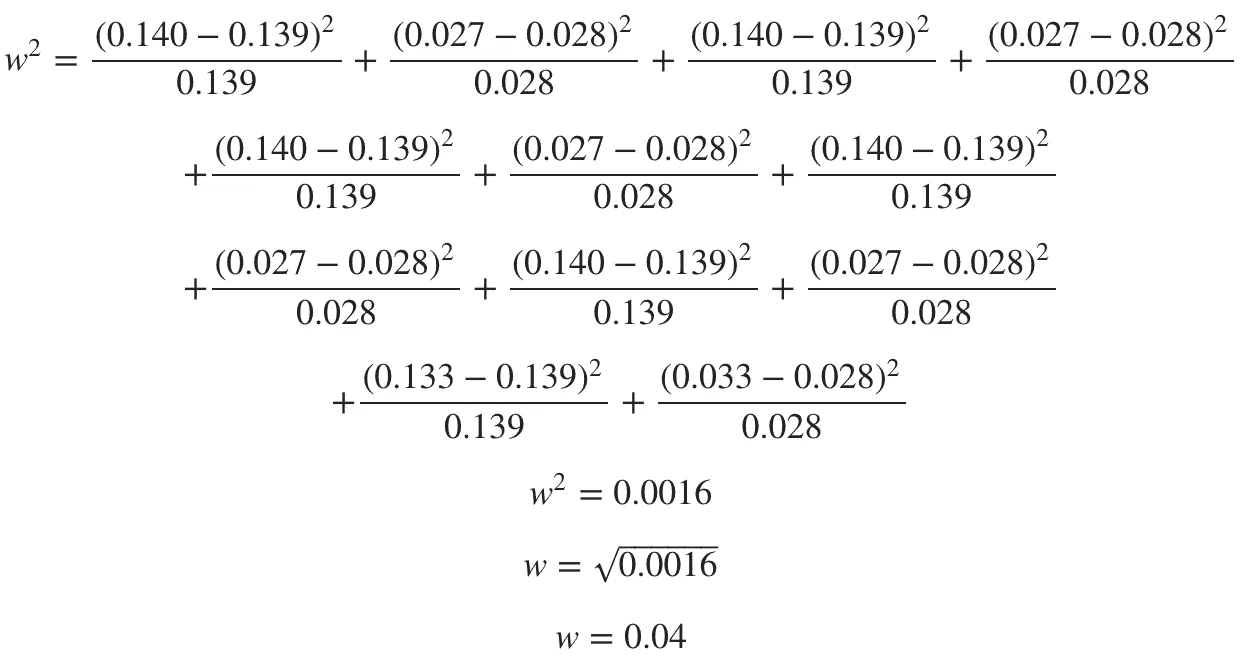 w² = (0.140 − 0.139)²/0.139 + (0.027 − 0.028)²/0.028 + (0.140 − 0.139)²/0.139 + (0.027 − 0.028)²/0.028
+ (0.140 − 0.139)²/0.139 + (0.027 − 0.028)²/0.028 + (0.140 − 0.139)²/0.139
+ (0.027 − 0.028)²/0.028 + (0.140 − 0.139)²/0.139 + (0.027 − 0.028)²/0.028
+ (0.133 − 0.139)²/0.139 + (0.033 − 0.028)²/0.028
w² = 0.0016
w = √0.0016
w = 0.04